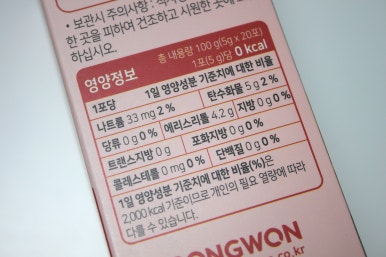 • 보관시 주의사항 : 직사
한 곳을 피하며 건조하고 시원한 곳에
하십시오.
영양정보
총 내용량 100 g(5g x 20포)
1포(5 g)당 0 kcal
1포당 1일 영양성분 기준치에 대한 비율
나트륨 33 mg 2 % 탄수화물 5 g 2 %
당류 0 g 0 % 에리스리톨 4.2 g 지방 0 g 0 %
트랜스지방 0 g 포화지방 0 g 0 %
콜레스테롤 0 mg 0 % 단백질 0 g 0 %
1일 영양성분 기준치에 대한 비율(%)은
2,000 kcal 기준이므로 개인의 필요 열량에 따라
다를 수 있습니다.
ONGWON
co.kr